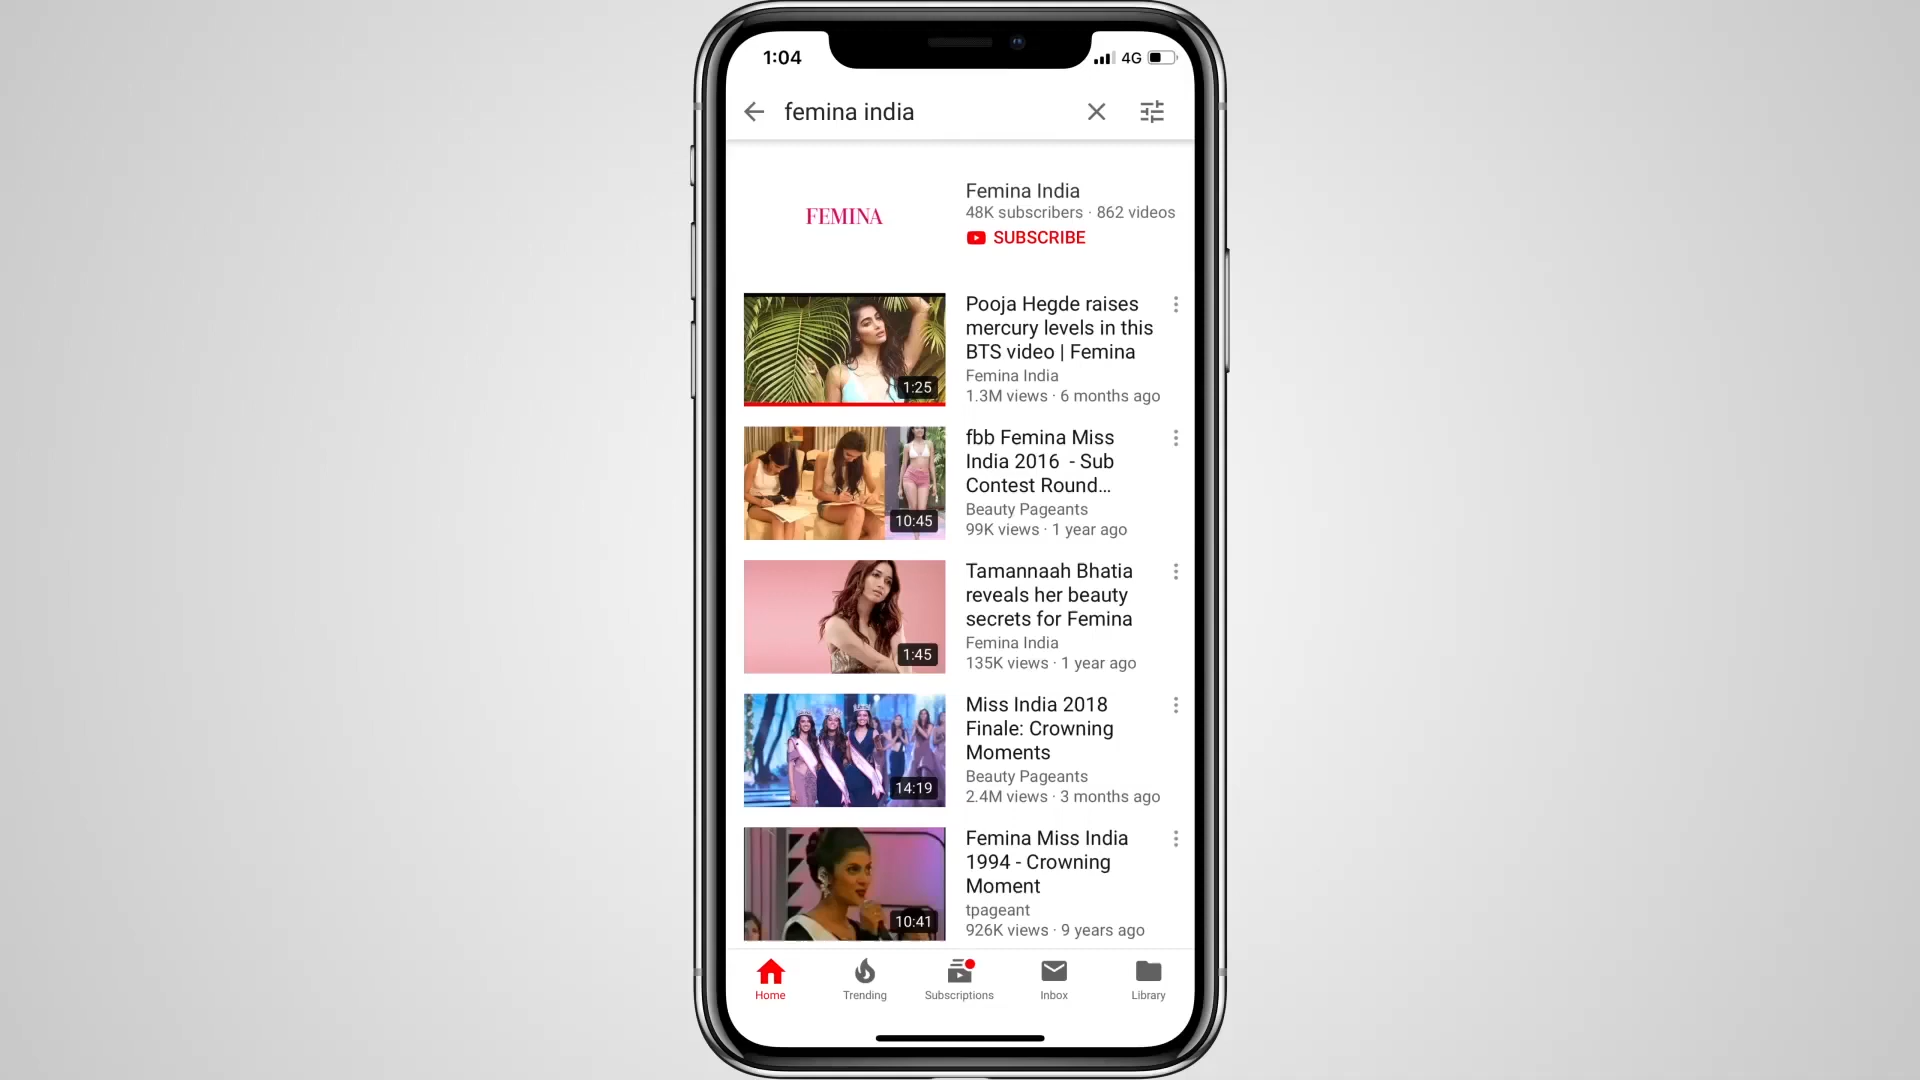 1:04
4G
femina india
FEMINA
Femina India
48K subscribers · 862 videos
SUBSCRIBE
Pooja Hegde raises
mercury levels in this
BTS video | Femina
Femina India
1.3M views · 6 months ago
1:25
fbb Femina Miss
India 2016 - Sub
Contest Round...
Beauty Pageants
99K views · 1 year ago
10:45
Tamannaah Bhatia
reveals her beauty
secrets for Femina
Femina India
135K views · 1 year ago
1:45
Miss India 2018
Finale: Crowning
Moments
Beauty Pageants
2.4M views · 3 months ago
14:19
Femina Miss India
1994 - Crowning
Moment
tpageant
926K views · 9 years ago
10:41
Home
Trending
Subscriptions
Inbox
Library